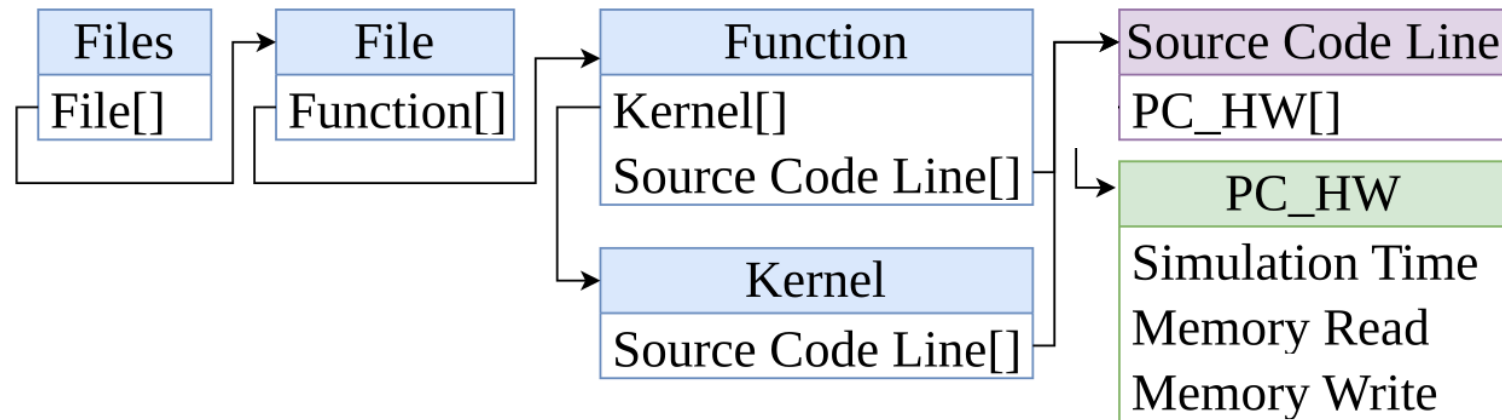 Files
File[]
File
Function[]
Function
Kernel[]
Source Code Line[]
Kernel
Source Code Line[]
Source Code Line
PC_HW[]
PC_HW
Simulation Time
Memory Read
Memory Write